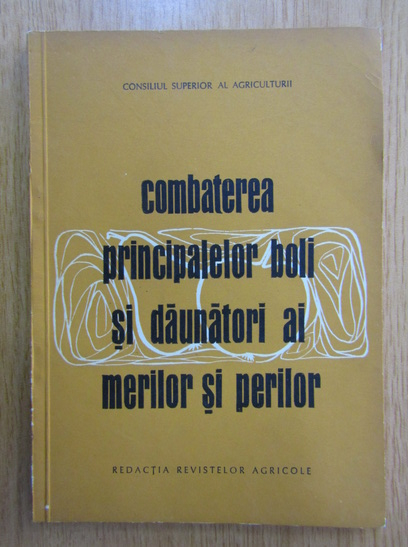 CONSILIUL SUPERIOR AL AGRICULTURII
combaterea
principalelor boli
și dăunători ai
merilor și perilor
REDACȚIA REVISTELOR AGRICOLE